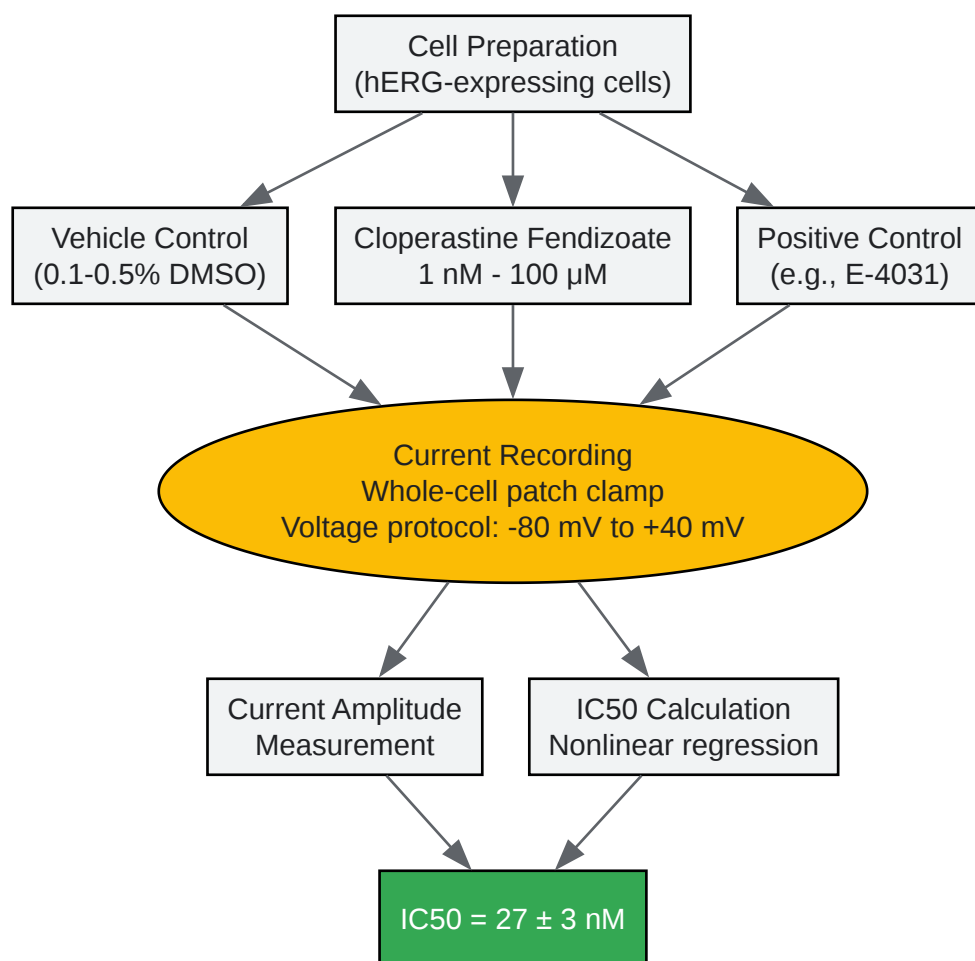 Cell Preparation
(hERG-expressing cells)
Vehicle Control
(0.1-0.5% DMSO)
Cloperastine Fendizoate
1 nM - 100 μM
Positive Control
(e.g., E-4031)
Current Recording
Whole-cell patch clamp
Voltage protocol: -80 mV to +40 mV
Current Amplitude
Measurement
IC50 Calculation
Nonlinear regression
IC50 = 27 ± 3 nM